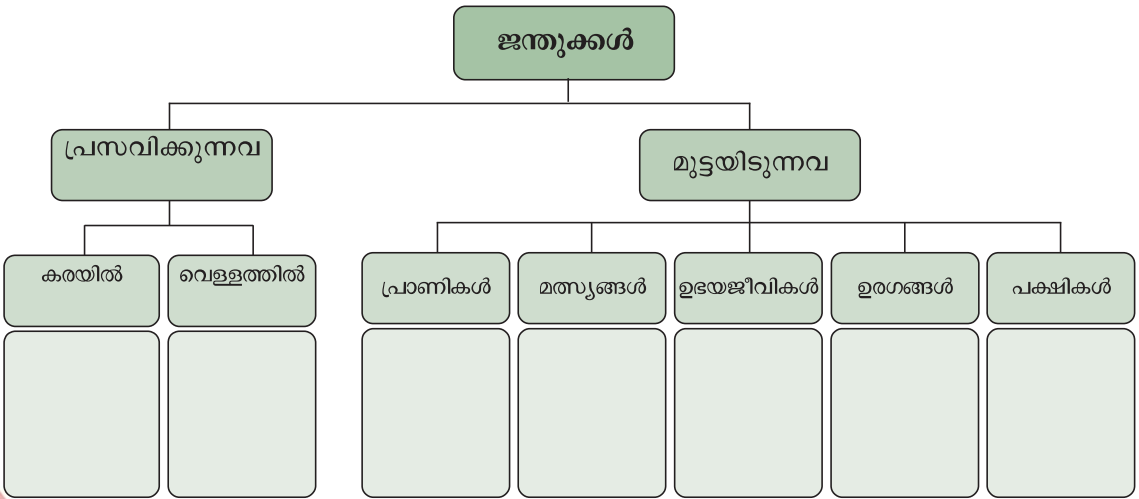 ജന്തുക്കൾ
പ്രസവിക്കുന്നവ
മുട്ടയിടുന്നവ
കരയിൽ
വെള്ളത്തിൽ
പ്രാണികൾ
മത്സ്യങ്ങൾ
ഉഭയജീവികൾ
ഉരഗങ്ങൾ
പക്ഷികൾ